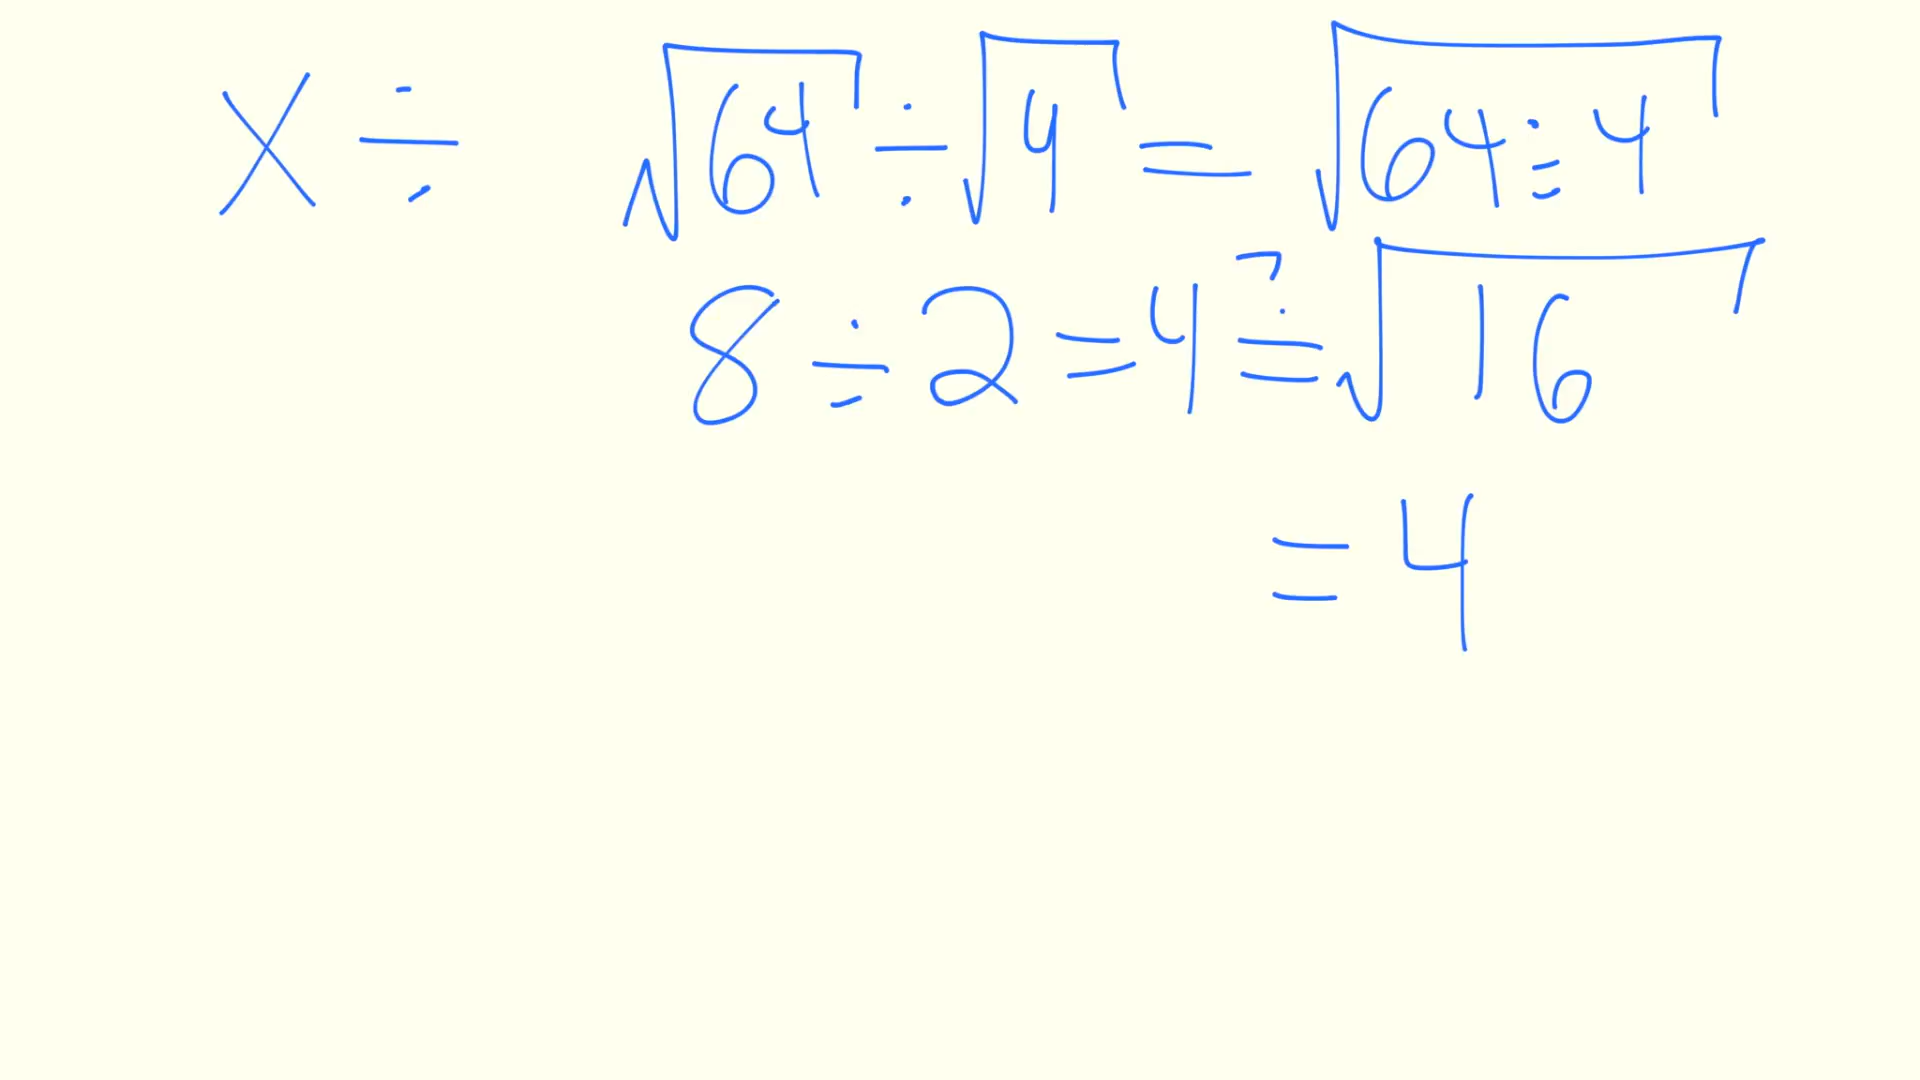 X ÷ √64 ÷ √4 = √64 ÷ 4
8 ÷ 2 = 4 ≟ √16
= 4